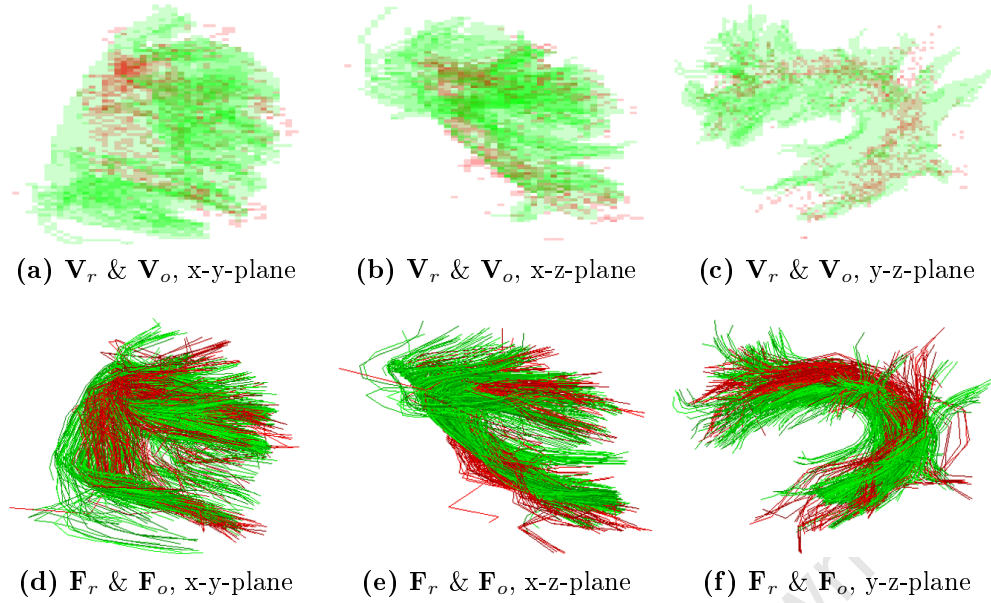 (a) V_r & V_o, x-y-plane
(b) V_r & V_o, x-z-plane
(c) V_r & V_o, y-z-plane
(d) F_r & F_o, x-y-plane
(e) F_r & F_o, x-z-plane
(f) F_r & F_o, y-z-plane